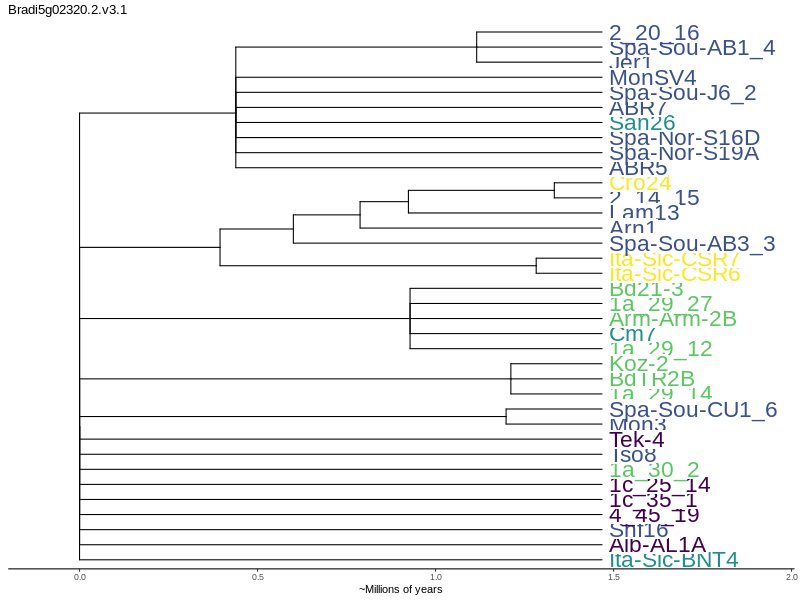 Bradi5g02320.2.v3.1
2_20_16
Spa-Sou-AB1_4
Jer1
MonSV4
Spa-Sou-J6_2
ABR7
San26
Spa-Nor-S16D
Spa-Nor-S19A
ABR5
Cro24
2_14_15
Lam13
Arn1
Spa-Sou-AB3_3
Ita-Sic-CSR7
Ita-Sic-CSR6
Bd21-3
1a_29_27
Arm-Arm-2B
Cm7
1a_29_12
Koz-2
BdTR2B
1a_29_14
Spa-Sou-CU1_6
Mon3
Tek-4
Tso8
1a_30_2
1c_25_14
1c_35_1
4_45_19
Shf16
Alb-AL1A
Ita-Sic-BNT4
0.0 0.5 1.0 1.5 2.0
~Millions of years